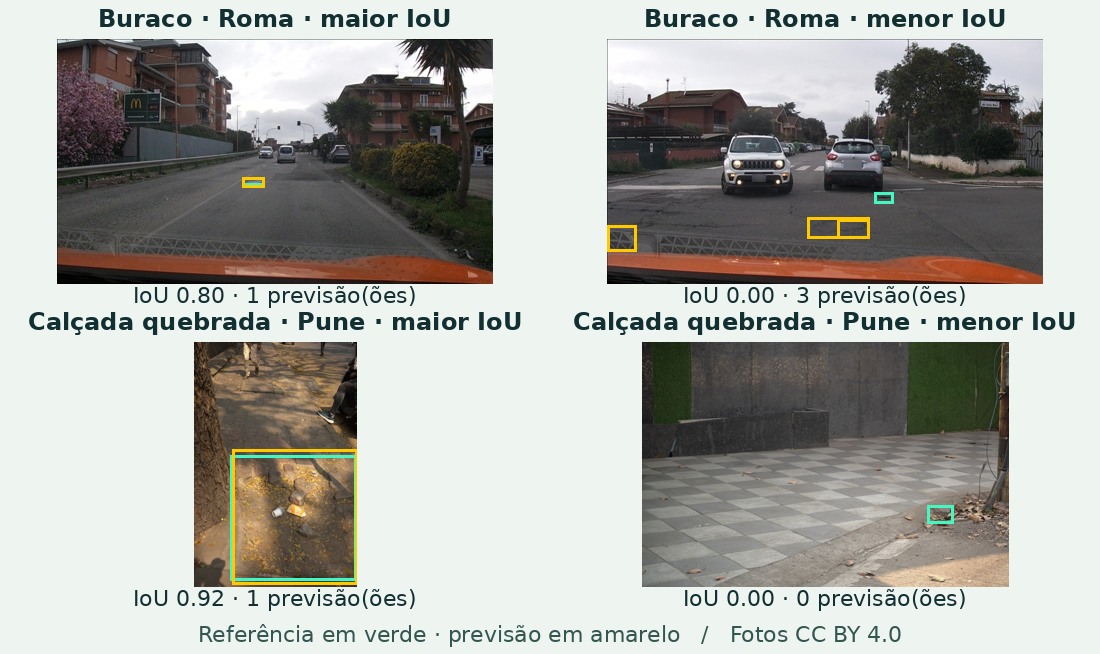 Buraco · Roma · maior IoU
Buraco · Roma · menor IoU
IoU 0.80 · 1 previsão(ões)
IoU 0.00 · 3 previsão(ões)
Calçada quebrada · Pune · maior IoU
Calçada quebrada · Pune · menor IoU
IoU 0.92 · 1 previsão(ões)
IoU 0.00 · 0 previsão(ões)
Referência em verde · previsão em amarelo / Fotos CC BY 4.0